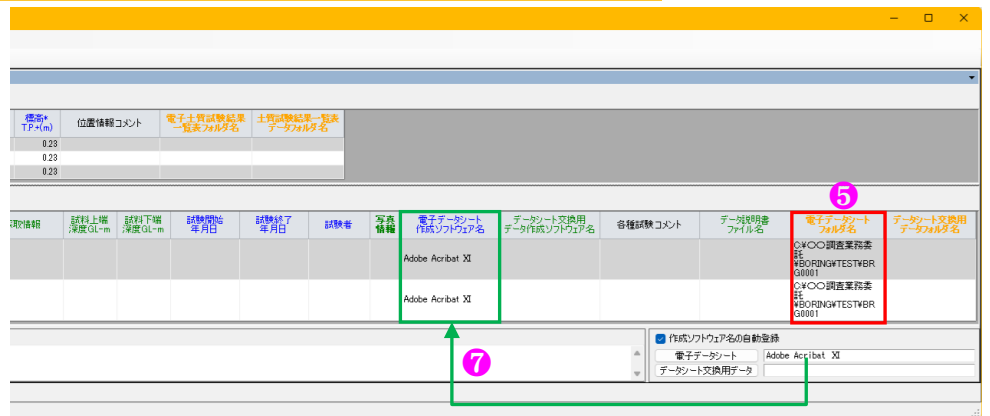 標高*
T.P.+(m)
位置情報コメント
電子土質試験結果
一覧表フォルダ名
土質試験結果一覧表
データフォルダ名
0.23
0.23
0.23
❺
取情報
試料上端
深度GL-m
試料下端
深度GL-m
試験開始
年月日
試験終了
年月日
試験者
写真
情報
電子データシート
作成ソフトウェア名
データシート交換用
データ作成ソフトウェア名
各種試験コメント
データ説明書
ファイル名
電子データシート
フォルダ名
データシート交換用
データフォルダ名
Adobe Acribat XI
C:¥〇〇調査業務委
託
¥BORING¥TEST¥BR
G0001
Adobe Acribat XI
C:¥〇〇調査業務委
託
¥BORING¥TEST¥BR
G0001
❼
作成ソフトウェア名の自動登録
電子データシート
Adobe Acribat XI
データシート交換用データ